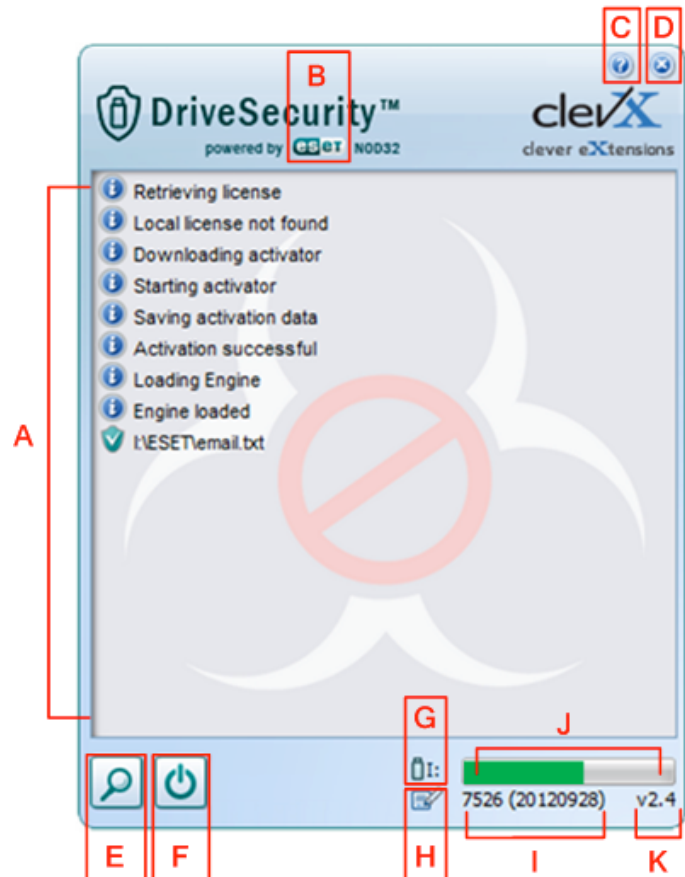 C D
B
DriveSecurity™
powered by eset NOD32
clevX
clever eXtensions
A
Retrieving license
Local license not found
Downloading activator
Starting activator
Saving activation data
Activation successful
Loading Engine
Engine loaded
I:\ESET\email.txt
G
J
I:
7526 (20120928) v2.4
E F H I K